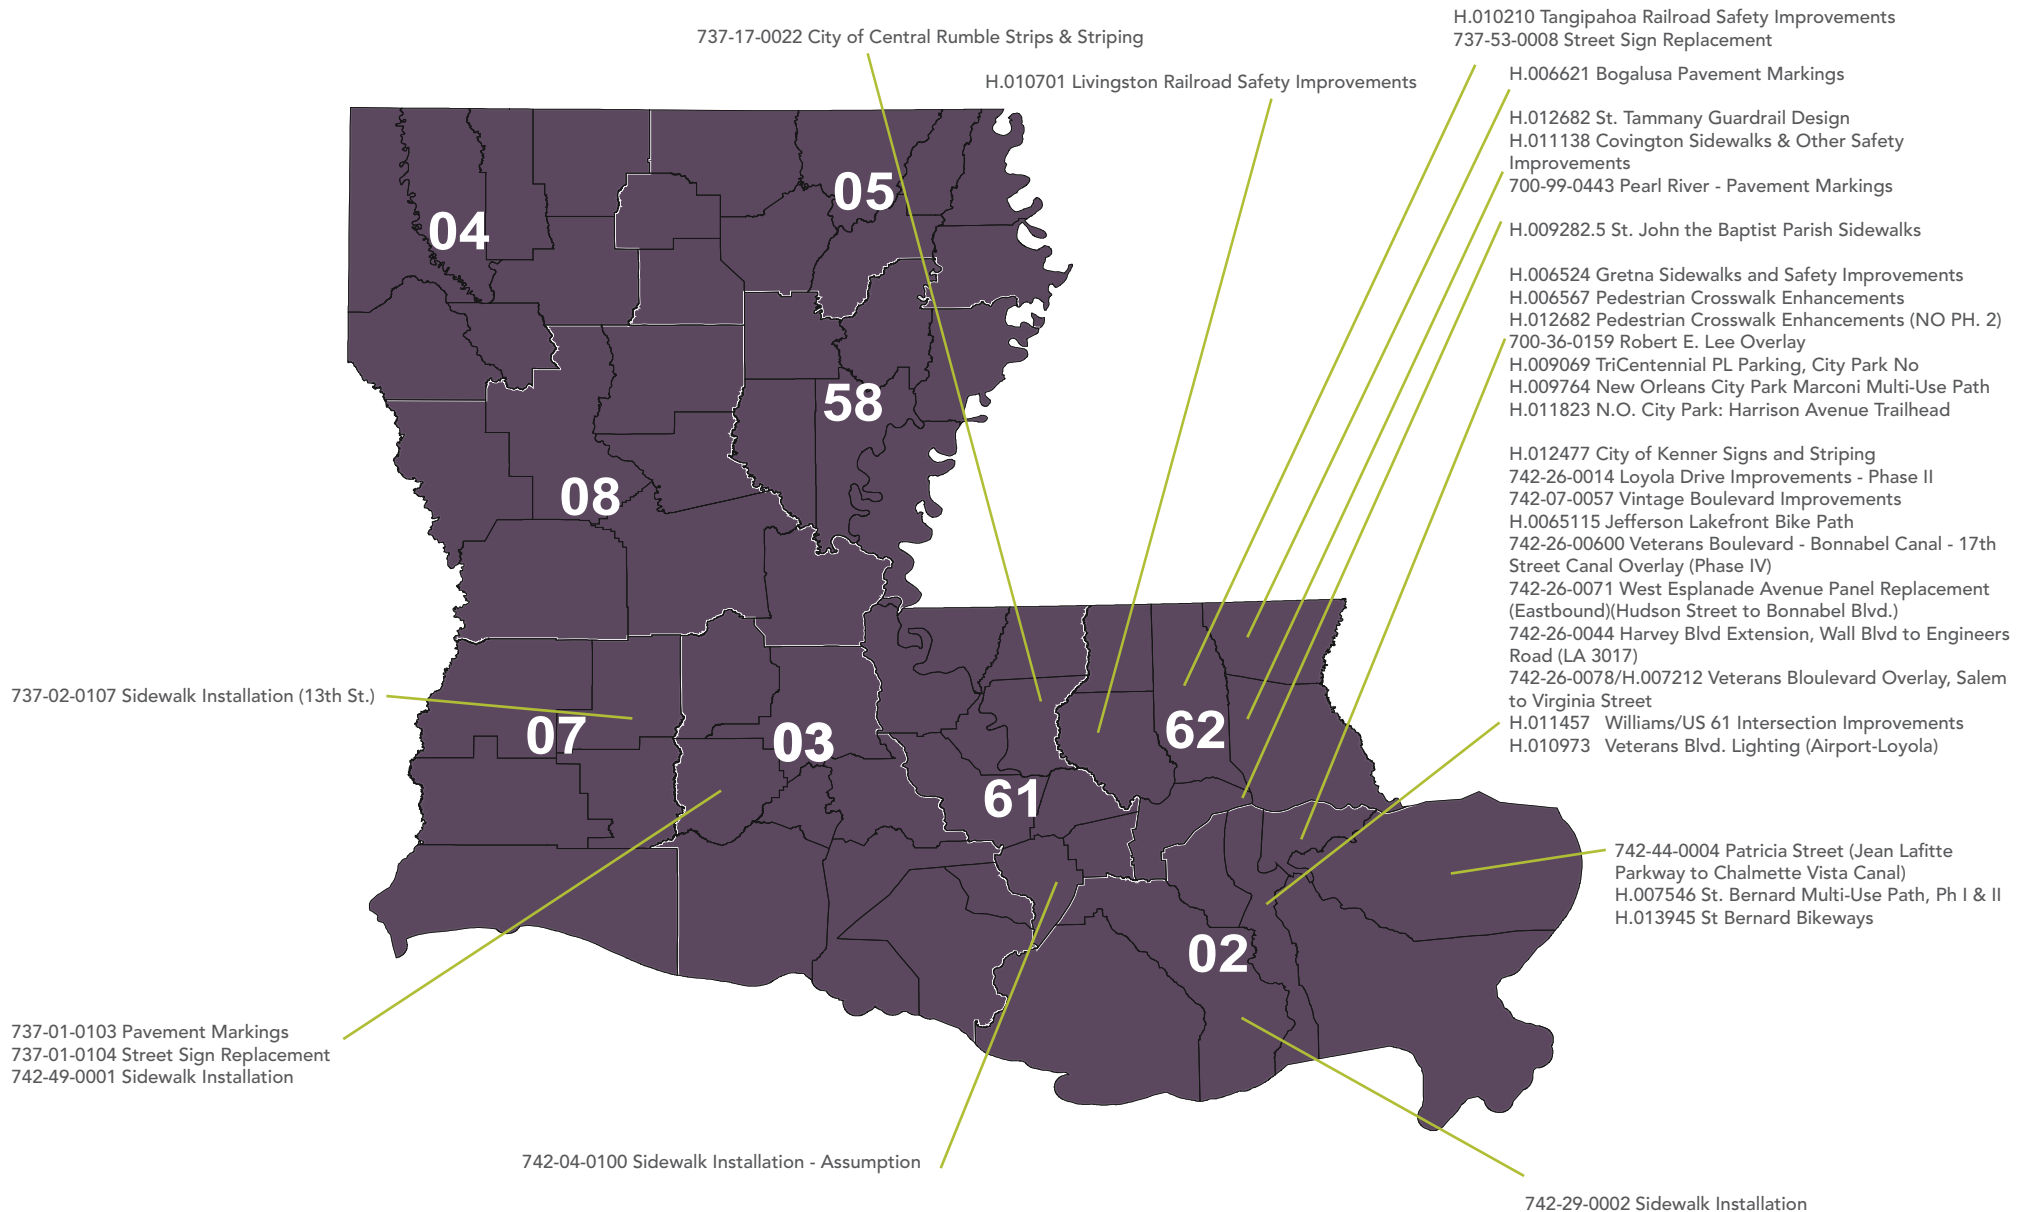 737-17-0022 City of Central Rumble Strips & Striping
H.010701 Livingston Railroad Safety Improvements
H.010210 Tangipahoa Railroad Safety Improvements
737-53-0008 Street Sign Replacement
H.006621 Bogalusa Pavement Markings
H.012682 St. Tammany Guardrail Design
H.011138 Covington Sidewalks & Other Safety
Improvements
700-99-0443 Pearl River - Pavement Markings
H.009282.5 St. John the Baptist Parish Sidewalks
H.006524 Gretna Sidewalks and Safety Improvements
H.006567 Pedestrian Crosswalk Enhancements
H.012682 Pedestrian Crosswalk Enhancements (NO PH. 2)
700-36-0159 Robert E. Lee Overlay
H.009069 TriCentennial PL Parking, City Park No
H.009764 New Orleans City Park Marconi Multi-Use Path
H.011823 N.O. City Park: Harrison Avenue Trailhead
H.012477 City of Kenner Signs and Striping
742-26-0014 Loyola Drive Improvements - Phase II
742-07-0057 Vintage Boulevard Improvements
H.0065115 Jefferson Lakefront Bike Path
742-26-00600 Veterans Boulevard - Bonnabel Canal - 17th
Street Canal Overlay (Phase IV)
742-26-0071 West Esplanade Avenue Panel Replacement
(Eastbound)(Hudson Street to Bonnabel Blvd.)
742-26-0044 Harvey Blvd Extension, Wall Blvd to Engineers
Road (LA 3017)
742-26-0078/H.007212 Veterans Bloulevard Overlay, Salem
to Virginia Street
H.011457 Williams/US 61 Intersection Improvements
H.010973 Veterans Blvd. Lighting (Airport-Loyola)
742-44-0004 Patricia Street (Jean Lafitte
Parkway to Chalmette Vista Canal)
H.007546 St. Bernard Multi-Use Path, Ph I & II
H.013945 St Bernard Bikeways
05
04
58
08
737-02-0107 Sidewalk Installation (13th St.)
07
03
62
61
02
737-01-0103 Pavement Markings
737-01-0104 Street Sign Replacement
742-49-0001 Sidewalk Installation
742-04-0100 Sidewalk Installation - Assumption
742-29-0002 Sidewalk Installation